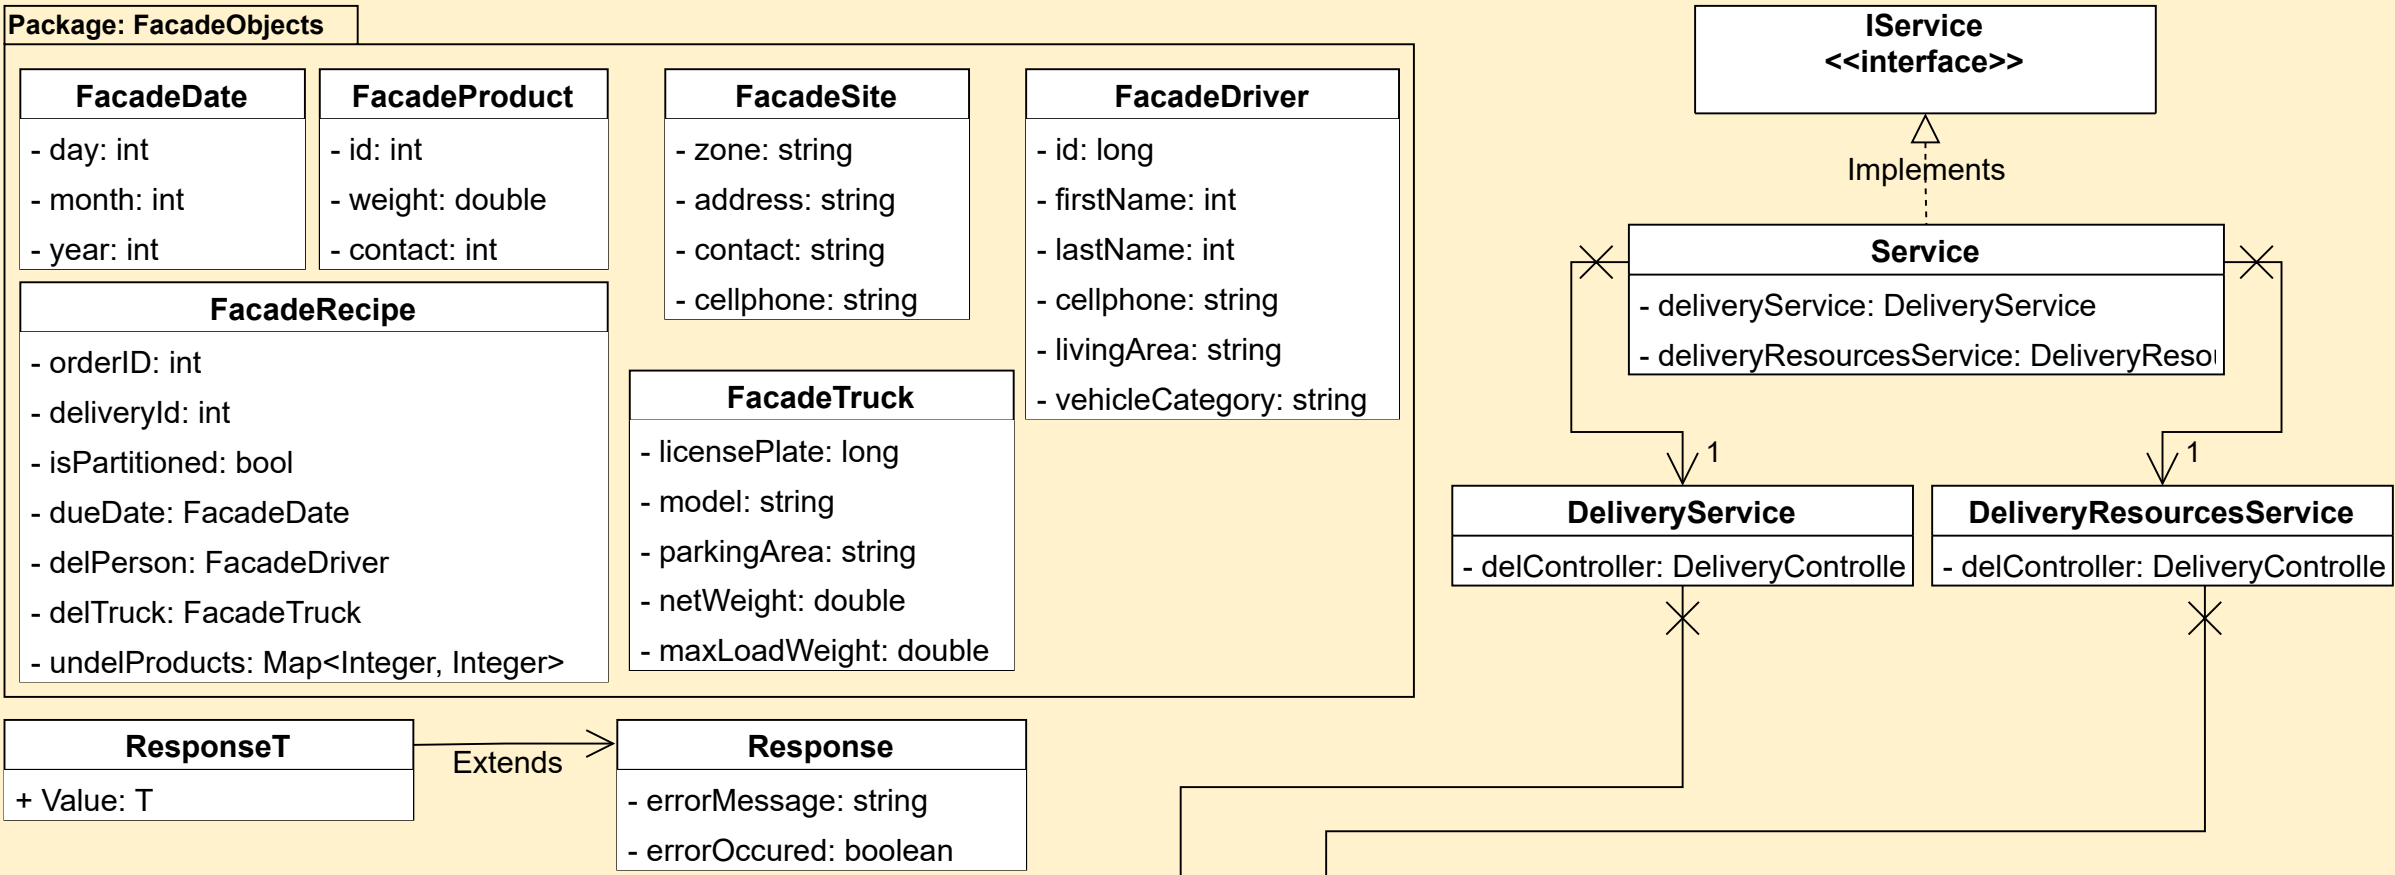 Package: FacadeObjects
FacadeDate
- day: int
- month: int
- year: int
FacadeProduct
- id: int
- weight: double
- contact: int
FacadeSite
- zone: string
- address: string
- contact: string
- cellphone: string
FacadeDriver
- id: long
- firstName: int
- lastName: int
- cellphone: string
- livingArea: string
- vehicleCategory: string
FacadeRecipe
- orderID: int
- deliveryId: int
- isPartitioned: bool
- dueDate: FacadeDate
- delPerson: FacadeDriver
- delTruck: FacadeTruck
- undelProducts: Map<Integer, Integer>
FacadeTruck
- licensePlate: long
- model: string
- parkingArea: string
- netWeight: double
- maxLoadWeight: double
ResponseT
+ Value: T
Extends
Response
- errorMessage: string
- errorOccured: boolean
IService
<<interface>>
Implements
Service
- deliveryService: DeliveryService
- deliveryResourcesService: DeliveryResou
1
1
DeliveryService
- delController: DeliveryControlle
DeliveryResourcesService
- delController: DeliveryControlle